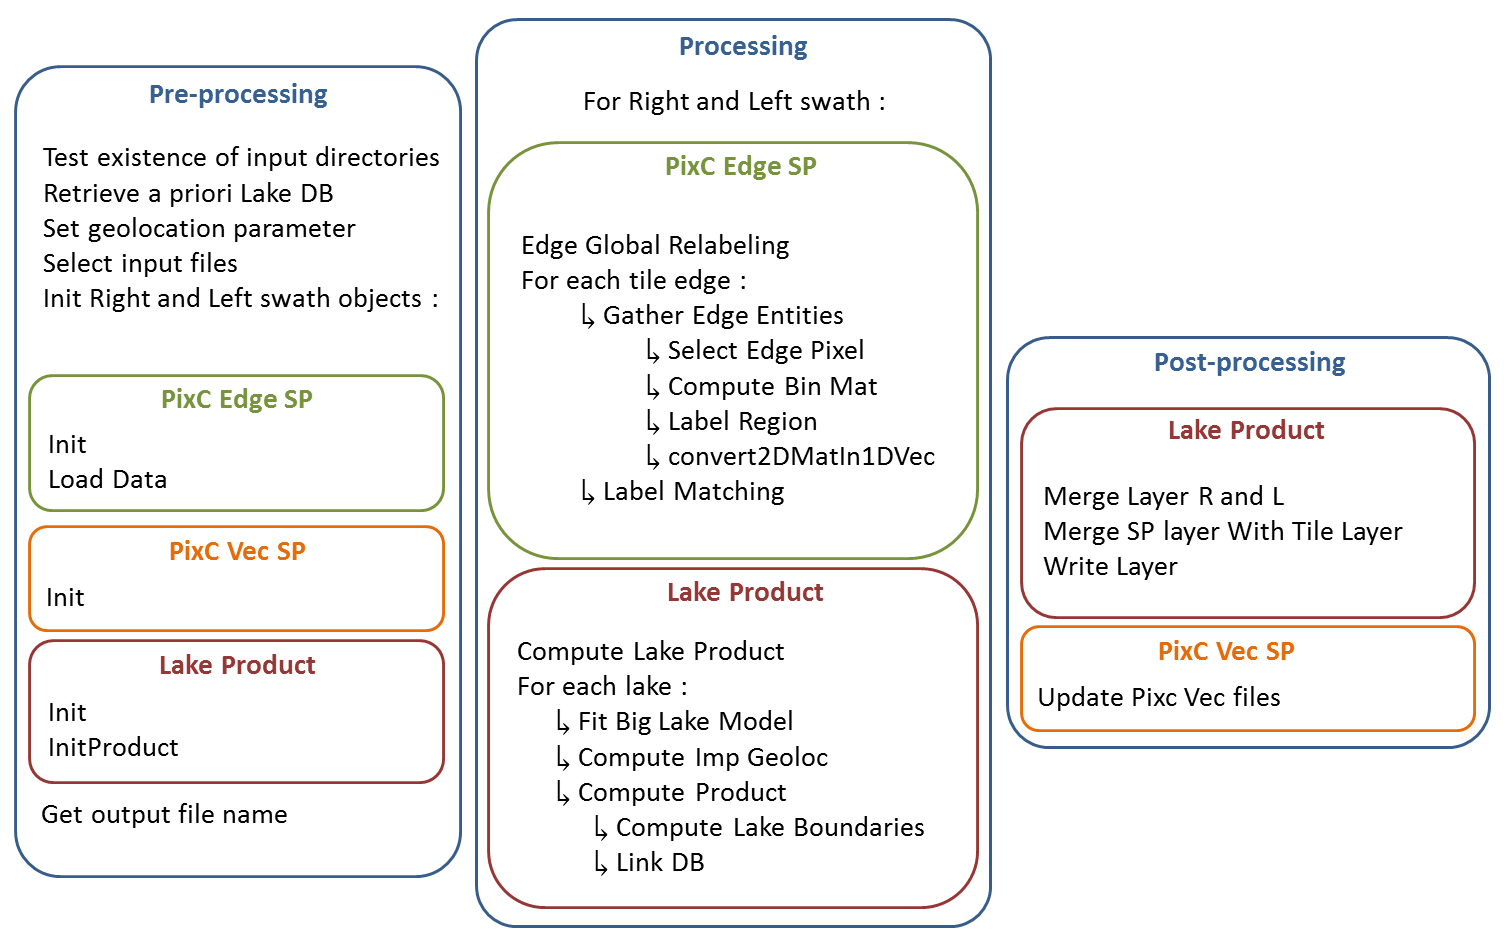 Pre-processing
Test existence of input directories
Retrieve a priori Lake DB
Set geolocation parameter
Select input files
Init Right and Left swath objects :
PixC Edge SP
Init
Load Data
PixC Vec SP
Init
Lake Product
Init
InitProduct
Get output file name
Processing
For Right and Left swath :
PixC Edge SP
Edge Global Relabeling
For each tile edge :
↳ Gather Edge Entities
↳ Select Edge Pixel
↳ Compute Bin Mat
↳ Label Region
↳ convert2DMatIn1DVec
↳ Label Matching
Lake Product
Compute Lake Product
For each lake :
↳ Fit Big Lake Model
↳ Compute Imp Geoloc
↳ Compute Product
↳ Compute Lake Boundaries
↳ Link DB
Post-processing
Lake Product
Merge Layer R and L
Merge SP layer With Tile Layer
Write Layer
PixC Vec SP
Update Pixc Vec files